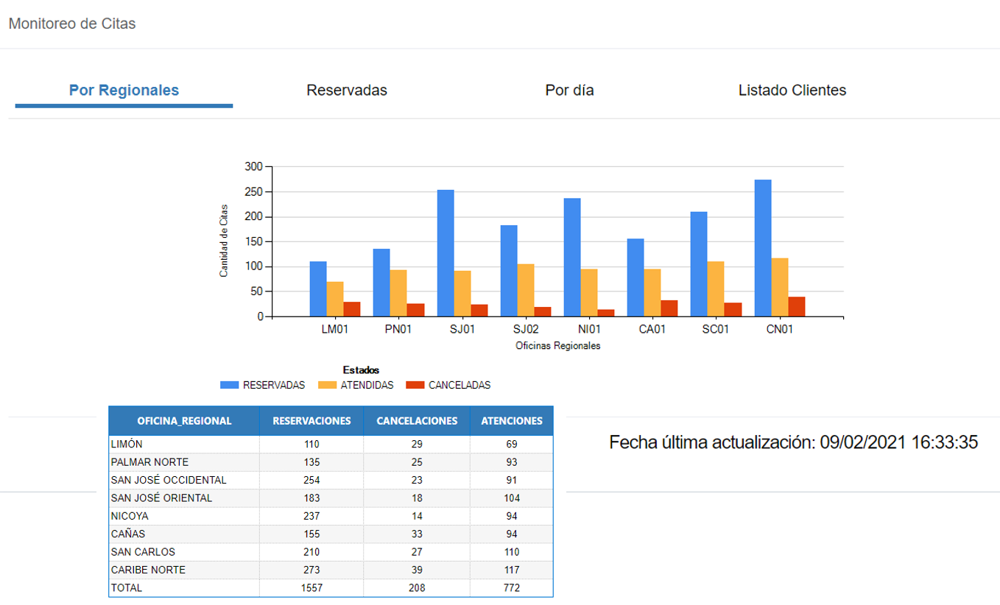 Monitoreo de Citas
Por Regionales Reservadas Por día Listado Clientes
300
250
200
150
100
50
0
Cantidad de Citas
LM01 PN01 SJ01 SJ02 NI01 CA01 SC01 CN01
Oficinas Regionales
Estados
RESERVADAS ATENDIDAS CANCELADAS
OFICINA_REGIONAL RESERVACIONES CANCELACIONES ATENCIONES
LIMÓN 110 29 69
PALMAR NORTE 135 25 93
SAN JOSÉ OCCIDENTAL 254 23 91
SAN JOSÉ ORIENTAL 183 18 104
NICOYA 237 14 94
CAÑAS 155 33 94
SAN CARLOS 210 27 110
CARIBE NORTE 273 39 117
TOTAL 1557 208 772
Fecha última actualización: 09/02/2021 16:33:35